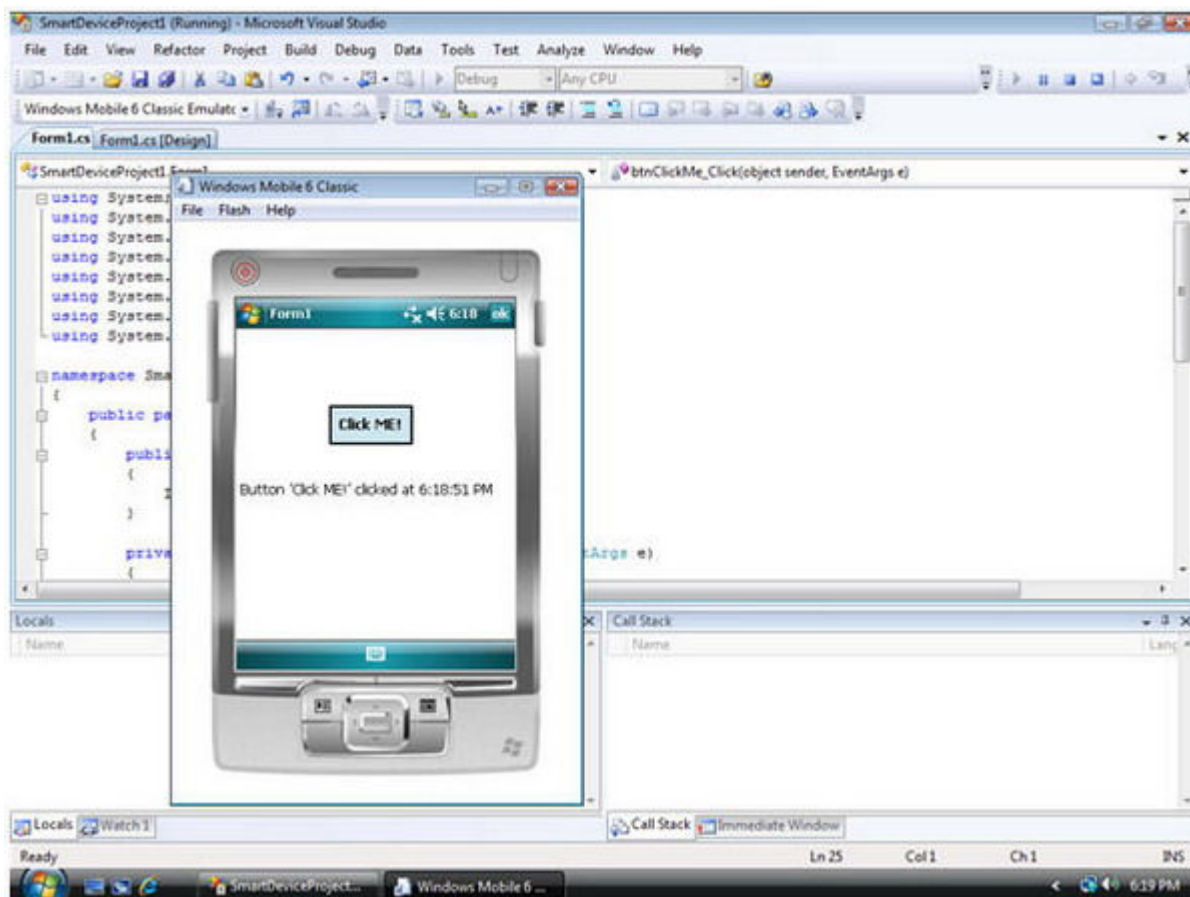 SmartDeviceProject1 (Running) - Microsoft Visual Studio
File Edit View Refactor Project Build Debug Data Tools Test Analyze Window Help
Debug Any CPU
Windows Mobile 6 Classic Emulatc
Form1.cs Form1.cs [Design]
SmartDeviceProject1.Form1 btnClickMe_Click(object sender, EventArgs e)
Windows Mobile 6 Classic
File Flash Help
using System;
using System.
using System.
using System.
using System.
using System.
using System.
using System.
namespace Sma
{
public pa
{
publi
{
I
}
priva tArgs e)
{
Form1 6:18 ok
Click ME!
Button 'Click ME!' clicked at 6:18:51 PM
Locals Call Stack
Name Name Lang
Locals Watch 1 Call Stack Immediate Window
Ready Ln 25 Col 1 Ch 1 INS
SmartDeviceProject... Windows Mobile 6 ... 6:19 PM